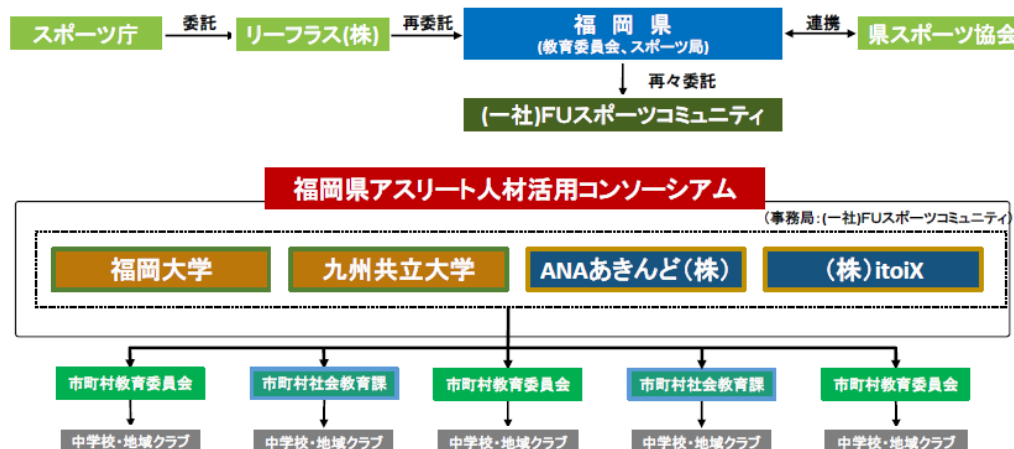 スポーツ庁
委託
リーフラス(株)
再委託
福岡県
(教育委員会、スポーツ局)
連携
県スポーツ協会
再々委託
(一社)FUスポーツコミュニティ
福岡県アスリート人材活用コンソーシアム
(事務局:(一社)FUスポーツコミュニティ)
福岡大学
九州共立大学
ANAあきんど(株)
(株)itoiX
市町村教育委員会
市町村社会教育課
市町村教育委員会
市町村社会教育課
市町村教育委員会
中学校・地域クラブ
中学校・地域クラブ
中学校・地域クラブ
中学校・地域クラブ
中学校・地域クラブ